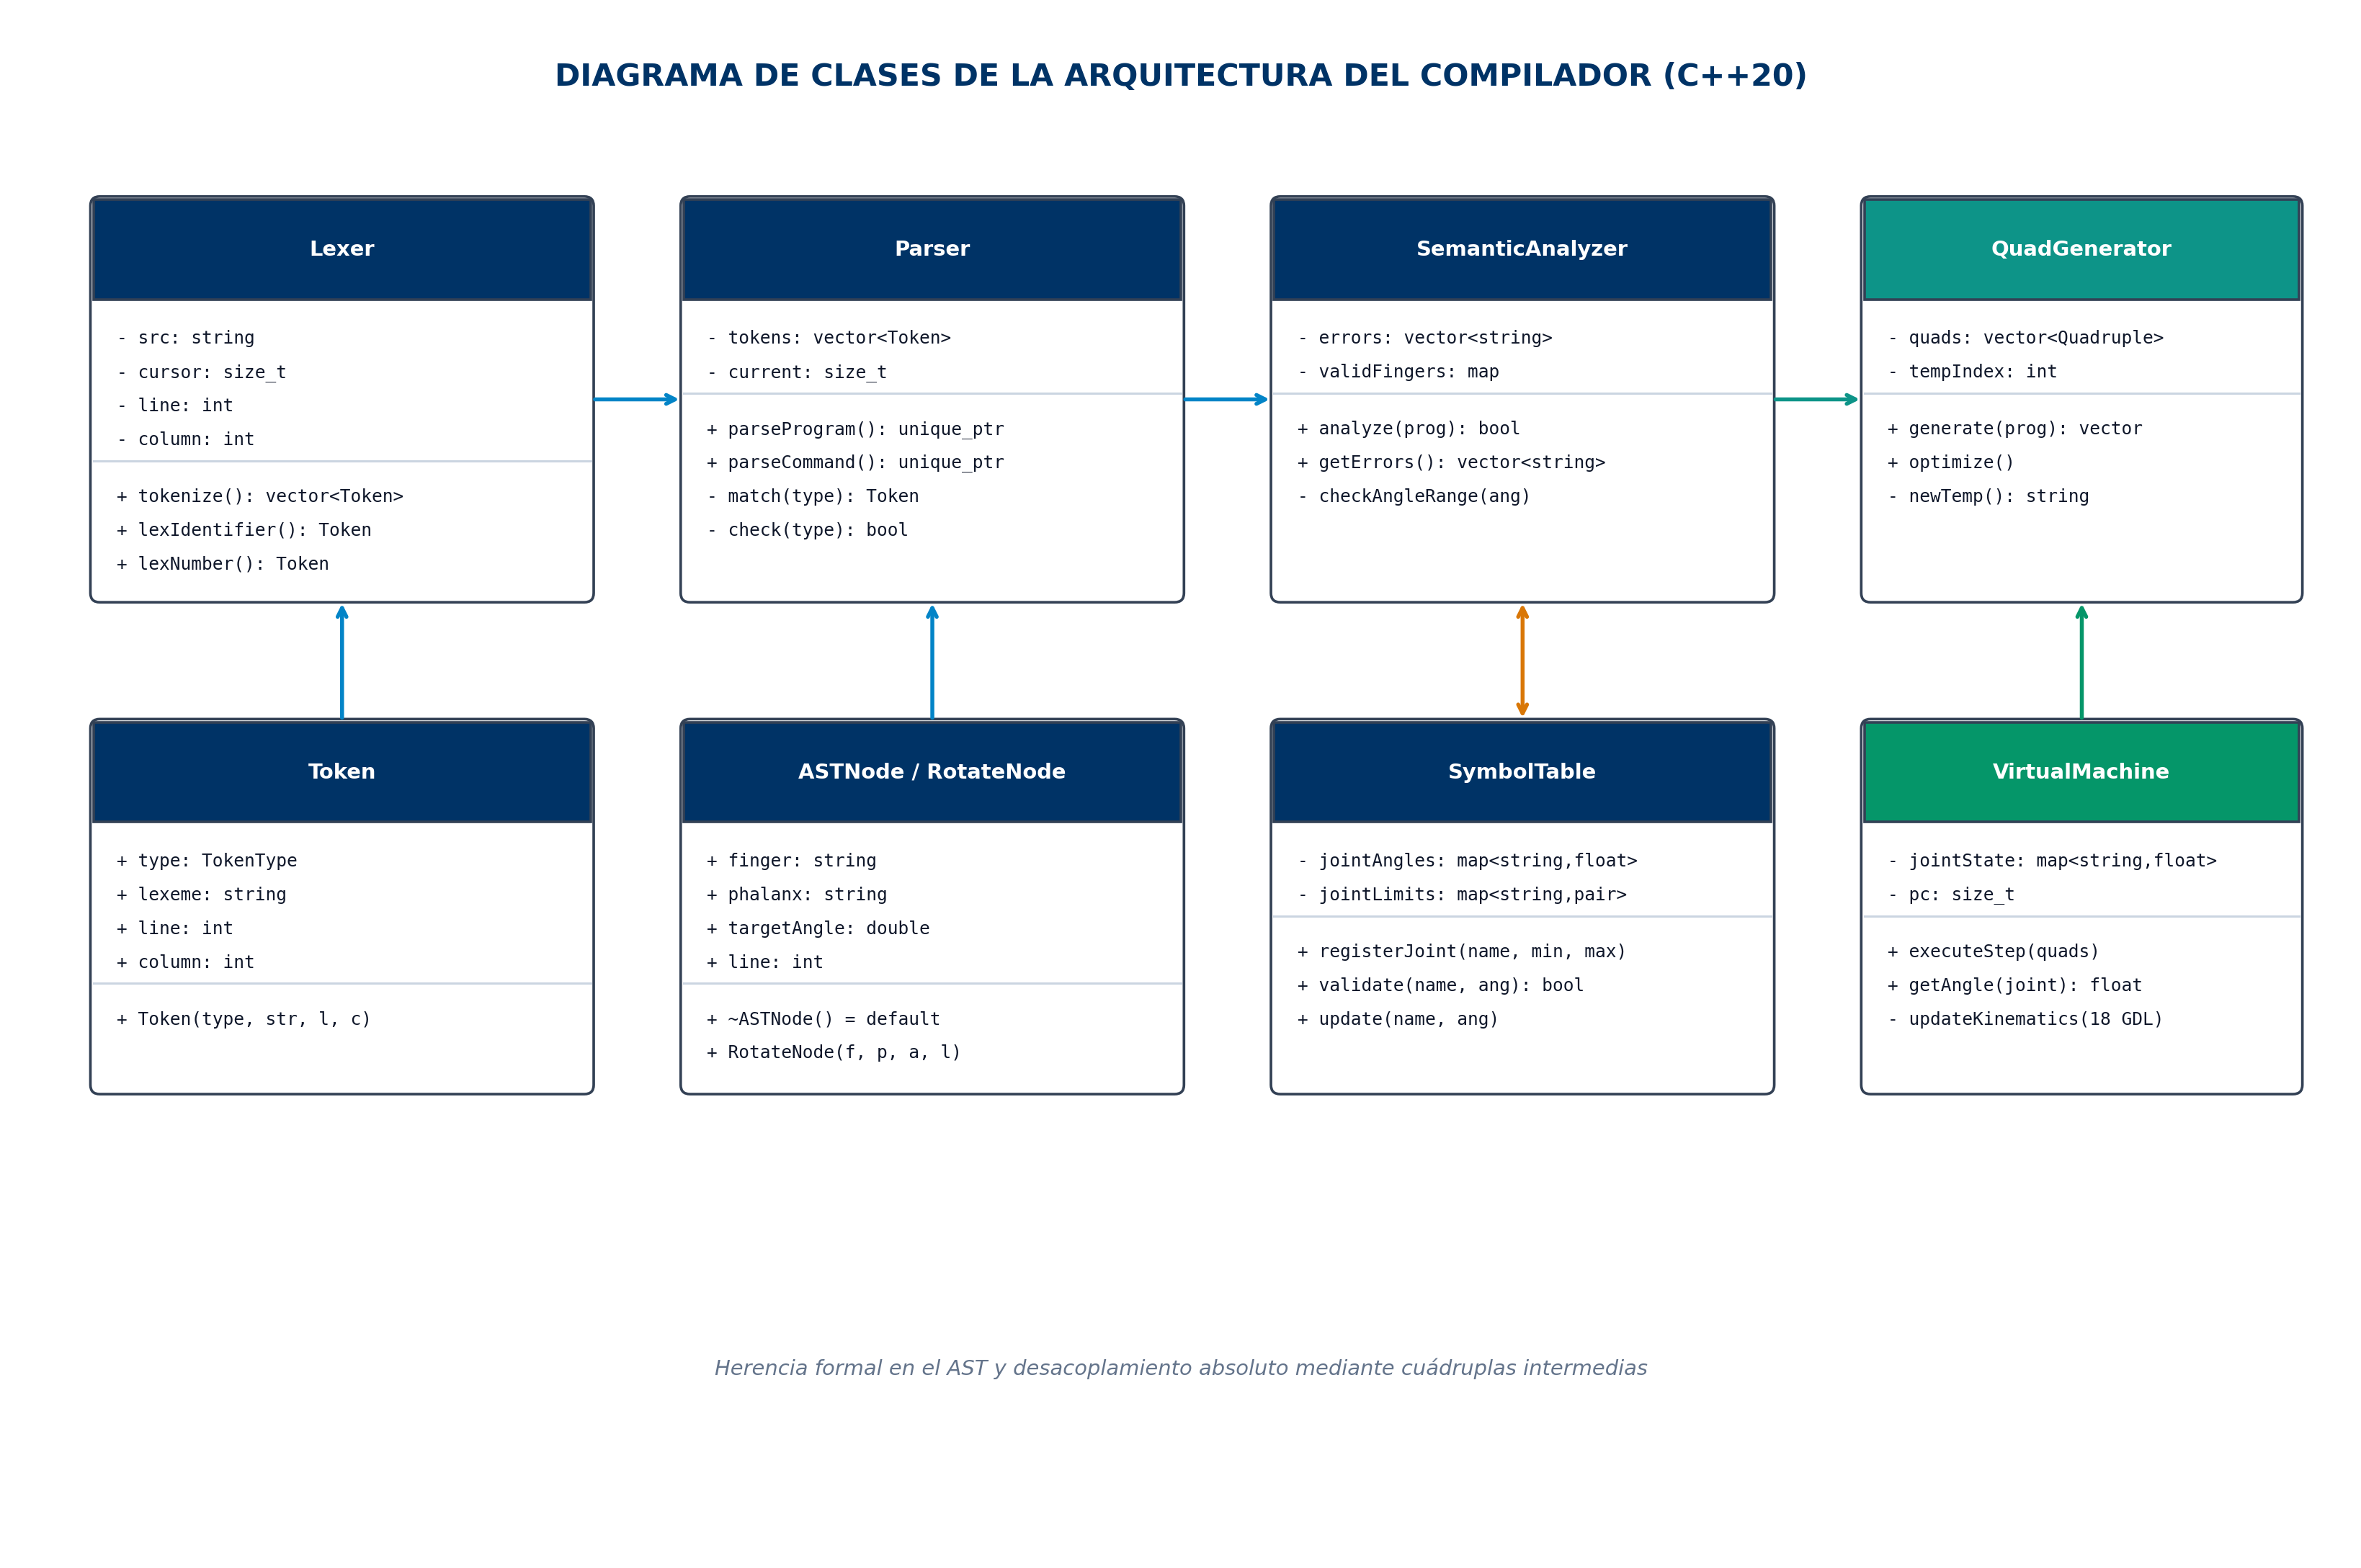 DIAGRAMA DE CLASES DE LA ARQUITECTURA DEL COMPILADOR (C++20)
Lexer
- src: string
- cursor: size_t
- line: int
- column: int
+ tokenize(): vector<Token>
+ lexIdentifier(): Token
+ lexNumber(): Token
Parser
- tokens: vector<Token>
- current: size_t
+ parseProgram(): unique_ptr
+ parseCommand(): unique_ptr
- match(type): Token
- check(type): bool
SemanticAnalyzer
- errors: vector<string>
- validFingers: map
+ analyze(prog): bool
+ getErrors(): vector<string>
- checkAngleRange(ang)
QuadGenerator
- quads: vector<Quadruple>
- tempIndex: int
+ generate(prog): vector
+ optimize()
- newTemp(): string
Token
+ type: TokenType
+ lexeme: string
+ line: int
+ column: int
+ Token(type, str, l, c)
ASTNode / RotateNode
+ finger: string
+ phalanx: string
+ targetAngle: double
+ line: int
+ ~ASTNode() = default
+ RotateNode(f, p, a, l)
SymbolTable
- jointAngles: map<string,float>
- jointLimits: map<string,pair>
+ registerJoint(name, min, max)
+ validate(name, ang): bool
+ update(name, ang)
VirtualMachine
- jointState: map<string,float>
- pc: size_t
+ executeStep(quads)
+ getAngle(joint): float
- updateKinematics(18 GDL)
Herencia formal en el AST y desacoplamiento absoluto mediante cuádruplas intermedias